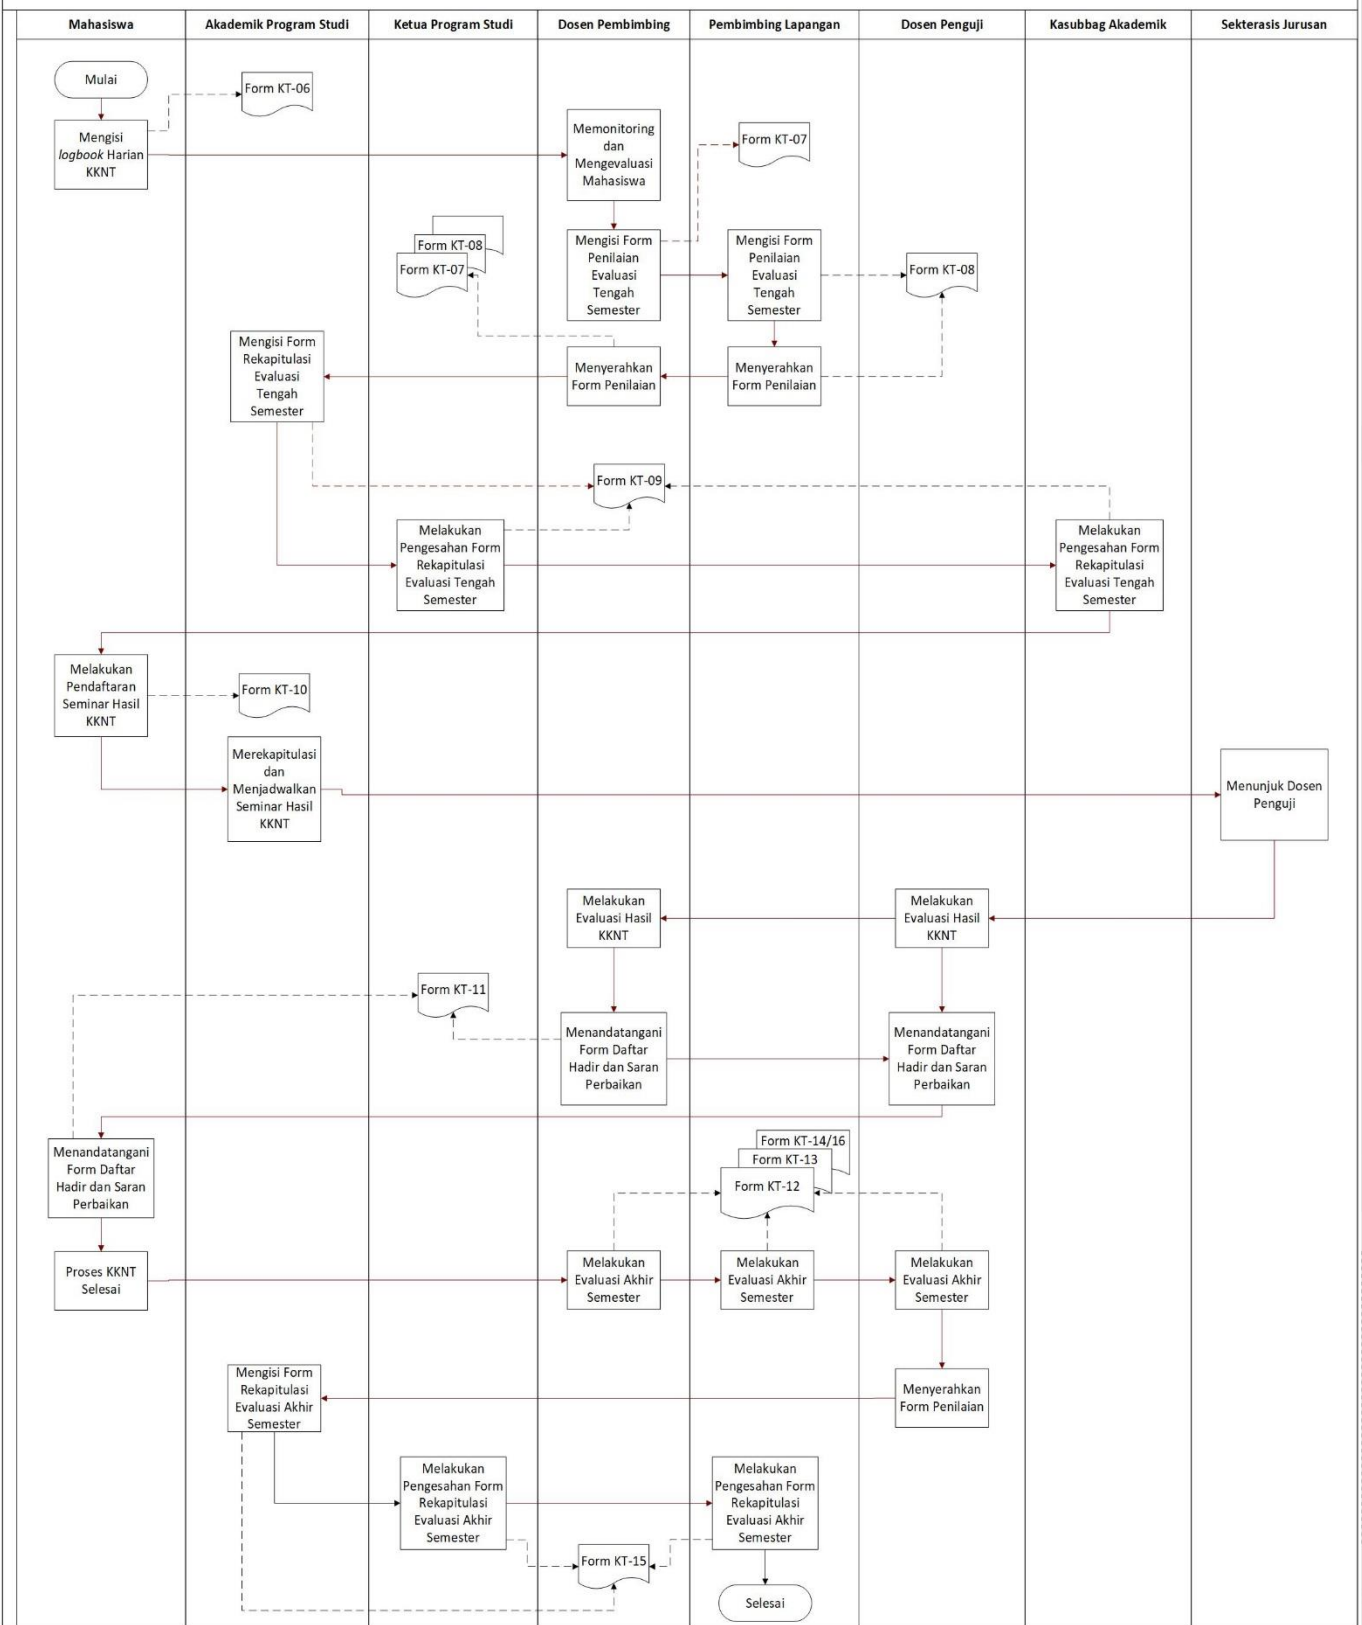 Mahasiswa
Akademik Program Studi
Ketua Program Studi
Dosen Pembimbing
Pembimbing Lapangan
Dosen Penguji
Kasubbag Akademik
Sekterasis Jurusan
Mulai
Form KT-06
Mengisi
logbook Harian
KKNT
Memonitoring
dan
Mengevaluasi
Mahasiswa
Form KT-07
Form KT-08
Form KT-07
Mengisi Form
Penilaian
Evaluasi
Tengah
Semester
Mengisi Form
Penilaian
Evaluasi
Tengah
Semester
Form KT-08
Mengisi Form
Rekapitulasi
Evaluasi
Tengah
Semester
Menyerahkan
Form Penilaian
Menyerahkan
Form Penilaian
Form KT-09
Melakukan
Pengesahan Form
Rekapitulasi
Evaluasi Tengah
Semester
Melakukan
Pengesahan Form
Rekapitulasi
Evaluasi Tengah
Semester
Melakukan
Pendaftaran
Seminar Hasil
KKNT
Form KT-10
Merekapitulasi
dan
Menjadwalkan
Seminar Hasil
KKNT
Menunjuk Dosen
Penguji
Melakukan
Evaluasi Hasil
KKNT
Melakukan
Evaluasi Hasil
KKNT
Form KT-11
Menandatangani
Form Daftar
Hadir dan Saran
Perbaikan
Menandatangani
Form Daftar
Hadir dan Saran
Perbaikan
Menandatangani
Form Daftar
Hadir dan Saran
Perbaikan
Form KT-14/16
Form KT-13
Form KT-12
Proses KKNT
Selesai
Melakukan
Evaluasi Akhir
Semester
Melakukan
Evaluasi Akhir
Semester
Melakukan
Evaluasi Akhir
Semester
Mengisi Form
Rekapitulasi
Evaluasi Akhir
Semester
Menyerahkan
Form Penilaian
Melakukan
Pengesahan Form
Rekapitulasi
Evaluasi Akhir
Semester
Melakukan
Pengesahan Form
Rekapitulasi
Evaluasi Akhir
Semester
Form KT-15
Selesai